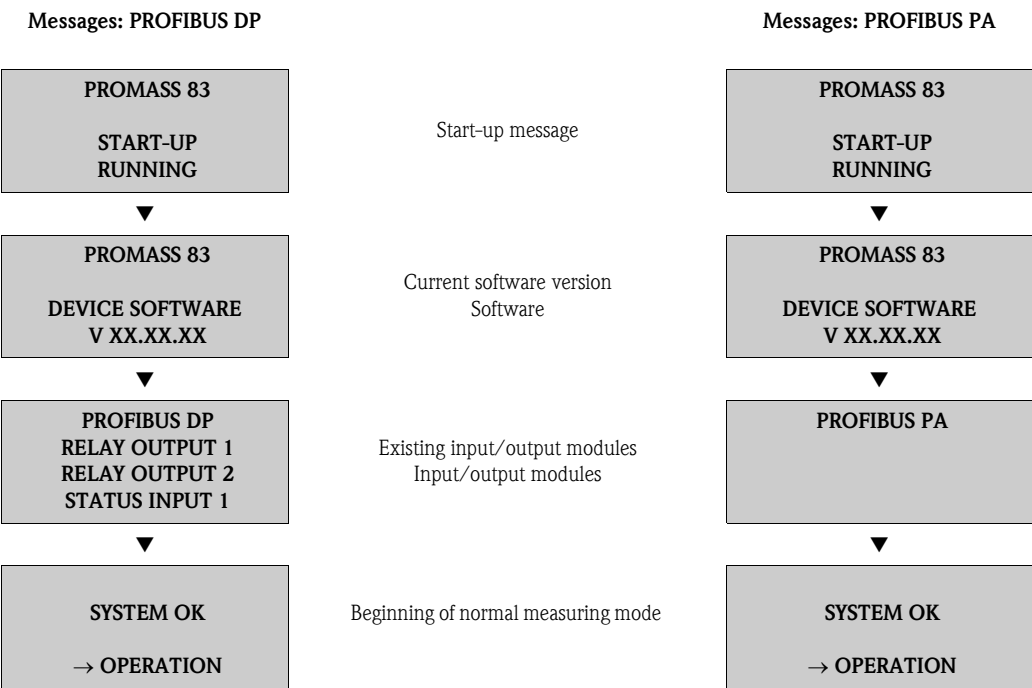 Messages: PROFIBUS DP
Messages: PROFIBUS PA
PROMASS 83
START-UP
RUNNING
Start-up message
PROMASS 83
START-UP
RUNNING
▼
▼
PROMASS 83
DEVICE SOFTWARE
V XX.XX.XX
Current software version
Software
PROMASS 83
DEVICE SOFTWARE
V XX.XX.XX
▼
▼
PROFIBUS DP
RELAY OUTPUT 1
RELAY OUTPUT 2
STATUS INPUT 1
Existing input/output modules
Input/output modules
PROFIBUS PA
▼
▼
SYSTEM OK
→ OPERATION
Beginning of normal measuring mode
SYSTEM OK
→ OPERATION